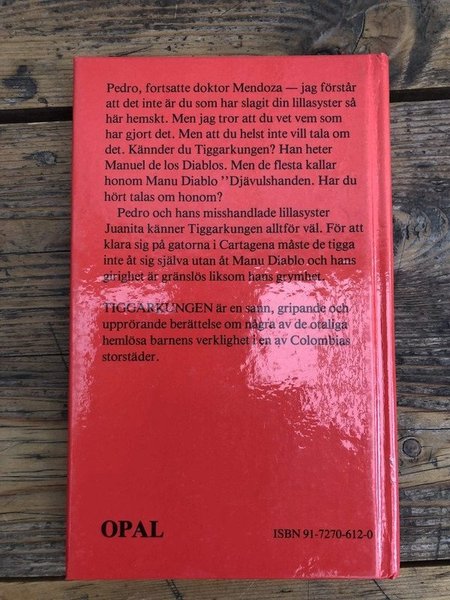 Pedro, fortsatte doktor Mendoza — jag förstår
att det inte är du som har slagit din lillasyster så
här hemskt. Men jag tror att du vet vem som
har gjort det. Men att du helst inte vill tala om
det. Kännder du Tiggarkungen? Han heter
Manuel de los Diablos. Men de flesta kallar
honom Manu Diablo ''Djävulshanden. Har du
hört talas om honom?
Pedro och hans misshandlade lillasyster
Juanita känner Tiggarkungen alltför väl. För att
klara sig på gatorna i Cartagena måste de tigga
inte åt sig själva utan åt Manu Diablo och hans
girighet är gränslös liksom hans grymhet.
TIGGARKUNGEN är en sann, gripande och
upprörande berättelse om några av de otaliga
hemlösa barnens verklighet i en av Colombias
storstäder.
OPAL
ISBN 91-7270-612-0